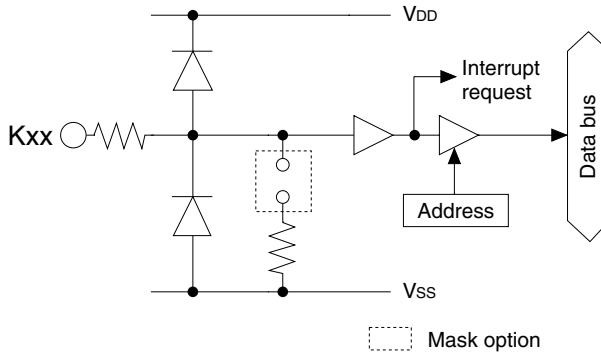 VDD
Interrupt
request
Kxx
Data bus
Address
VSS
Mask option